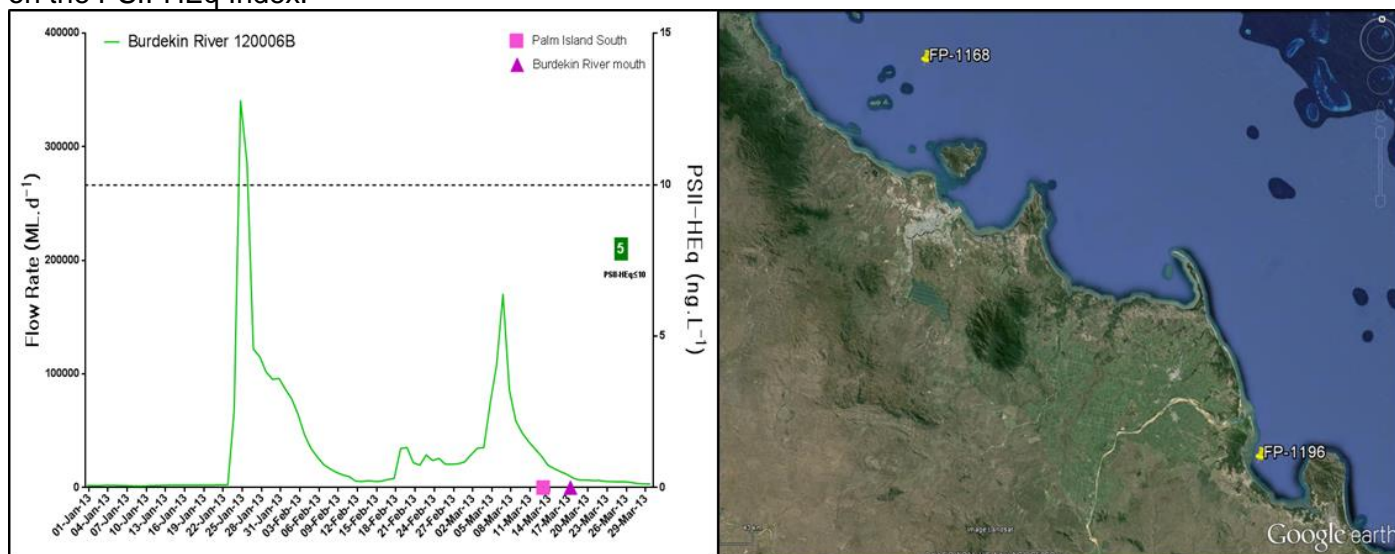 on the PSII-HEq Index.
400000
300000
200000
100000
0
Flow Rate (ML.d⁻¹)
Burdekin River 120006B
Palm Island South
Burdekin River mouth
15
10
5
0
PSII-HEq (ng.L⁻¹)
5
PSII-HEq≤10
01-Jan-13
04-Jan-13
07-Jan-13
10-Jan-13
13-Jan-13
16-Jan-13
19-Jan-13
22-Jan-13
25-Jan-13
28-Jan-13
31-Jan-13
03-Feb-13
06-Feb-13
09-Feb-13
12-Feb-13
15-Feb-13
18-Feb-13
21-Feb-13
24-Feb-13
27-Feb-13
02-Mar-13
05-Mar-13
08-Mar-13
11-Mar-13
14-Mar-13
17-Mar-13
20-Mar-13
23-Mar-13
26-Mar-13
29-Mar-13
FP-1168
FP-1196
Image Landsat
Google earth